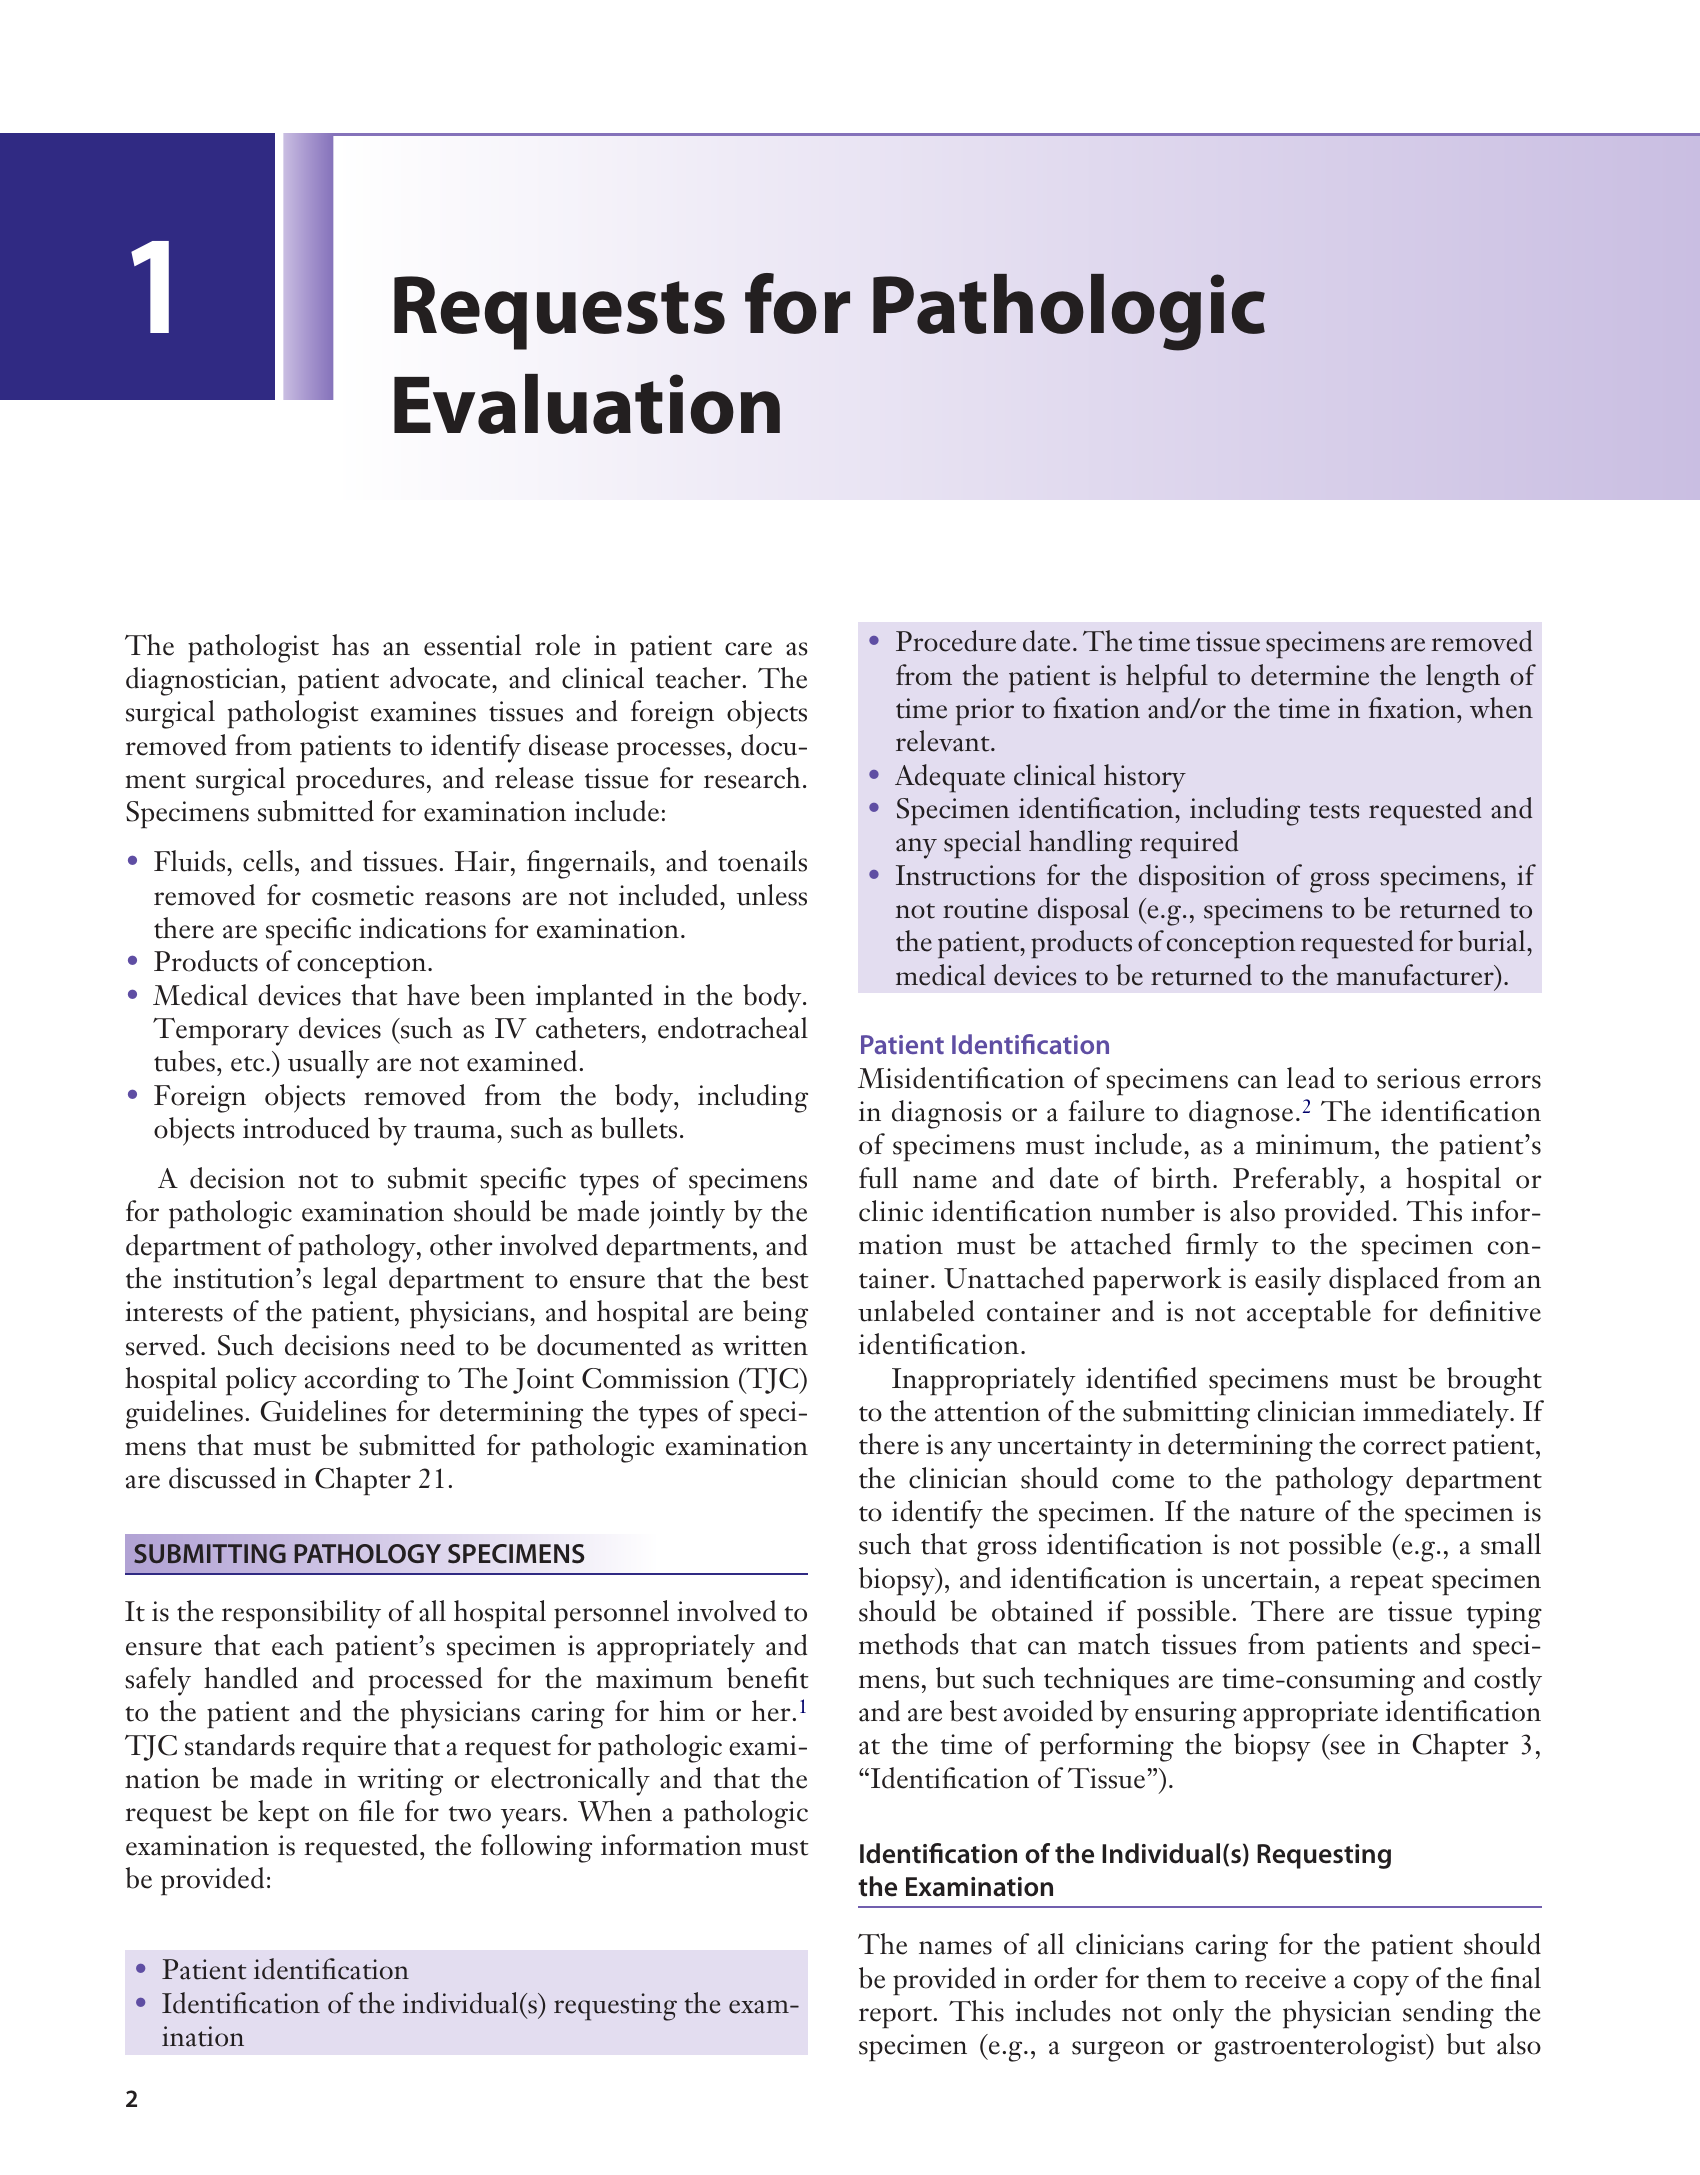 1
Requests for Pathologic
Evaluation
The pathologist has an essential role in patient care as
diagnostician, patient advocate, and clinical teacher. The
surgical pathologist examines tissues and foreign objects
removed from patients to identify disease processes, docu-
ment surgical procedures, and release tissue for research.
Specimens submitted for examination include:
• Fluids, cells, and tissues. Hair, fingernails, and toenails
removed for cosmetic reasons are not included, unless
there are specific indications for examination.
• Products of conception.
• Medical devices that have been implanted in the body.
Temporary devices (such as IV catheters, endotracheal
tubes, etc.) usually are not examined.
• Foreign objects removed from the body, including
objects introduced by trauma, such as bullets.
A decision not to submit specific types of specimens
for pathologic examination should be made jointly by the
department of pathology, other involved departments, and
the institution’s legal department to ensure that the best
interests of the patient, physicians, and hospital are being
served. Such decisions need to be documented as written
hospital policy according to The Joint Commission (TJC)
guidelines. Guidelines for determining the types of speci-
mens that must be submitted for pathologic examination
are discussed in Chapter 21.
SUBMITTING PATHOLOGY SPECIMENS
It is the responsibility of all hospital personnel involved to
ensure that each patient’s specimen is appropriately and
safely handled and processed for the maximum benefit
to the patient and the physicians caring for him or her.1
TJC standards require that a request for pathologic exami-
nation be made in writing or electronically and that the
request be kept on file for two years. When a pathologic
examination is requested, the following information must
be provided:
• Patient identification
• Identification of the individual(s) requesting the exam-
ination
• Procedure date. The time tissue specimens are removed
from the patient is helpful to determine the length of
time prior to fixation and/or the time in fixation, when
relevant.
• Adequate clinical history
• Specimen identification, including tests requested and
any special handling required
• Instructions for the disposition of gross specimens, if
not routine disposal (e.g., specimens to be returned to
the patient, products of conception requested for burial,
medical devices to be returned to the manufacturer).
Patient Identification
Misidentification of specimens can lead to serious errors
in diagnosis or a failure to diagnose.2 The identification
of specimens must include, as a minimum, the patient’s
full name and date of birth. Preferably, a hospital or
clinic identification number is also provided. This infor-
mation must be attached firmly to the specimen con-
tainer. Unattached paperwork is easily displaced from an
unlabeled container and is not acceptable for definitive
identification.
Inappropriately identified specimens must be brought
to the attention of the submitting clinician immediately. If
there is any uncertainty in determining the correct patient,
the clinician should come to the pathology department
to identify the specimen. If the nature of the specimen is
such that gross identification is not possible (e.g., a small
biopsy), and identification is uncertain, a repeat specimen
should be obtained if possible. There are tissue typing
methods that can match tissues from patients and speci-
mens, but such techniques are time-consuming and costly
and are best avoided by ensuring appropriate identification
at the time of performing the biopsy (see in Chapter 3,
“Identification of Tissue”).
Identification of the Individual(s) Requesting
the Examination
The names of all clinicians caring for the patient should
be provided in order for them to receive a copy of the final
report. This includes not only the physician sending the
specimen (e.g., a surgeon or gastroenterologist) but also
2